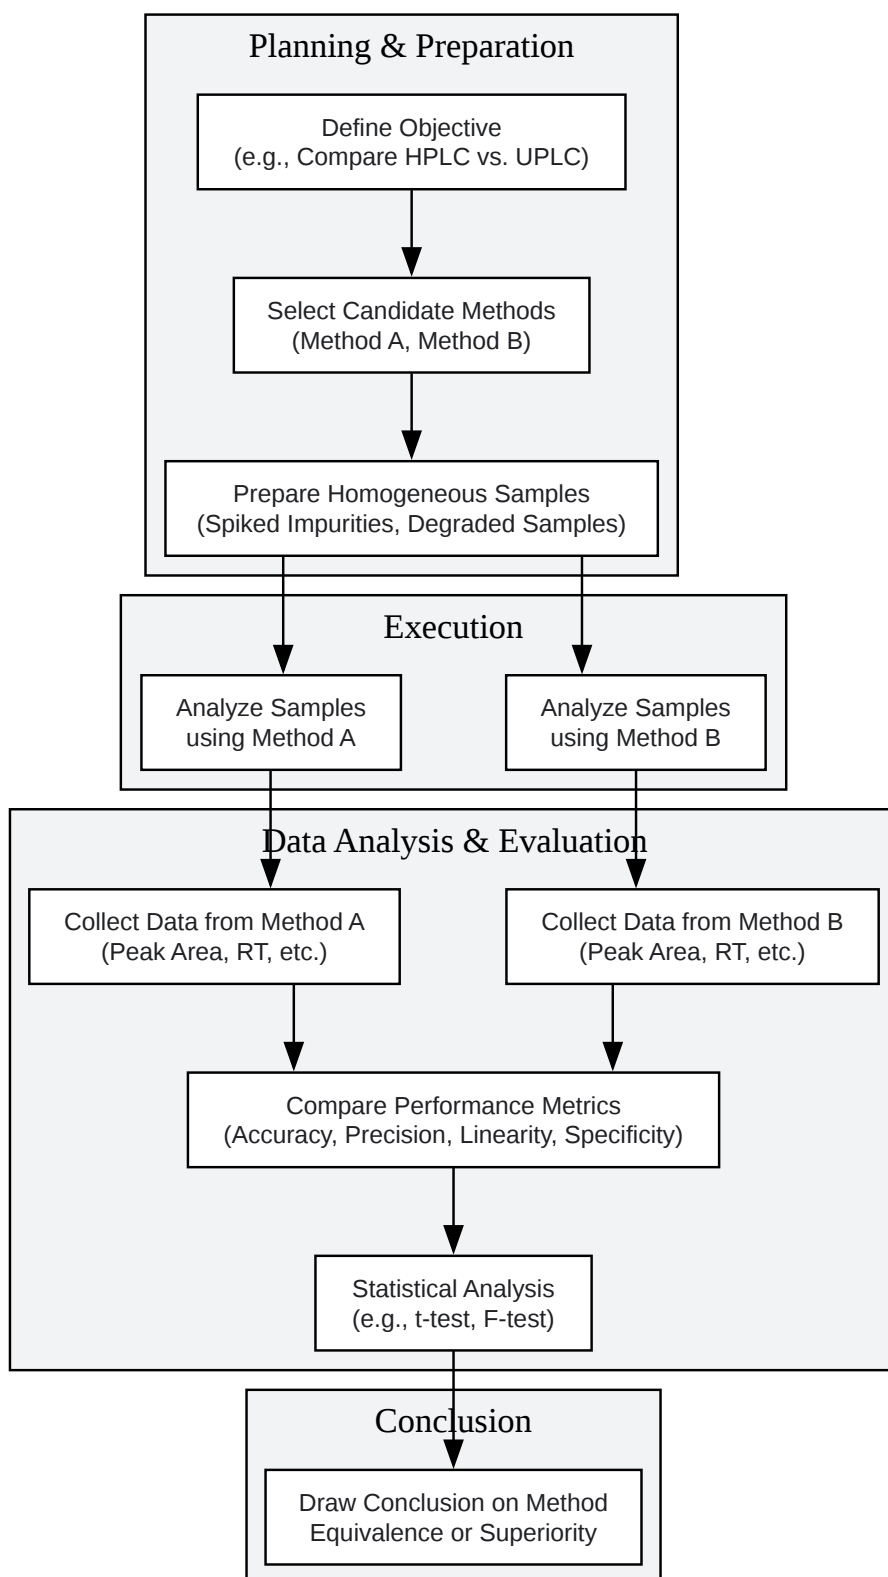 Planning & Preparation
Define Objective
(e.g., Compare HPLC vs. UPLC)
Select Candidate Methods
(Method A, Method B)
Prepare Homogeneous Samples
(Spiked Impurities, Degraded Samples)
Execution
Analyze Samples
using Method A
Analyze Samples
using Method B
Data Analysis & Evaluation
Collect Data from Method A
(Peak Area, RT, etc.)
Collect Data from Method B
(Peak Area, RT, etc.)
Compare Performance Metrics
(Accuracy, Precision, Linearity, Specificity)
Statistical Analysis
(e.g., t-test, F-test)
Conclusion
Draw Conclusion on Method
Equivalence or Superiority